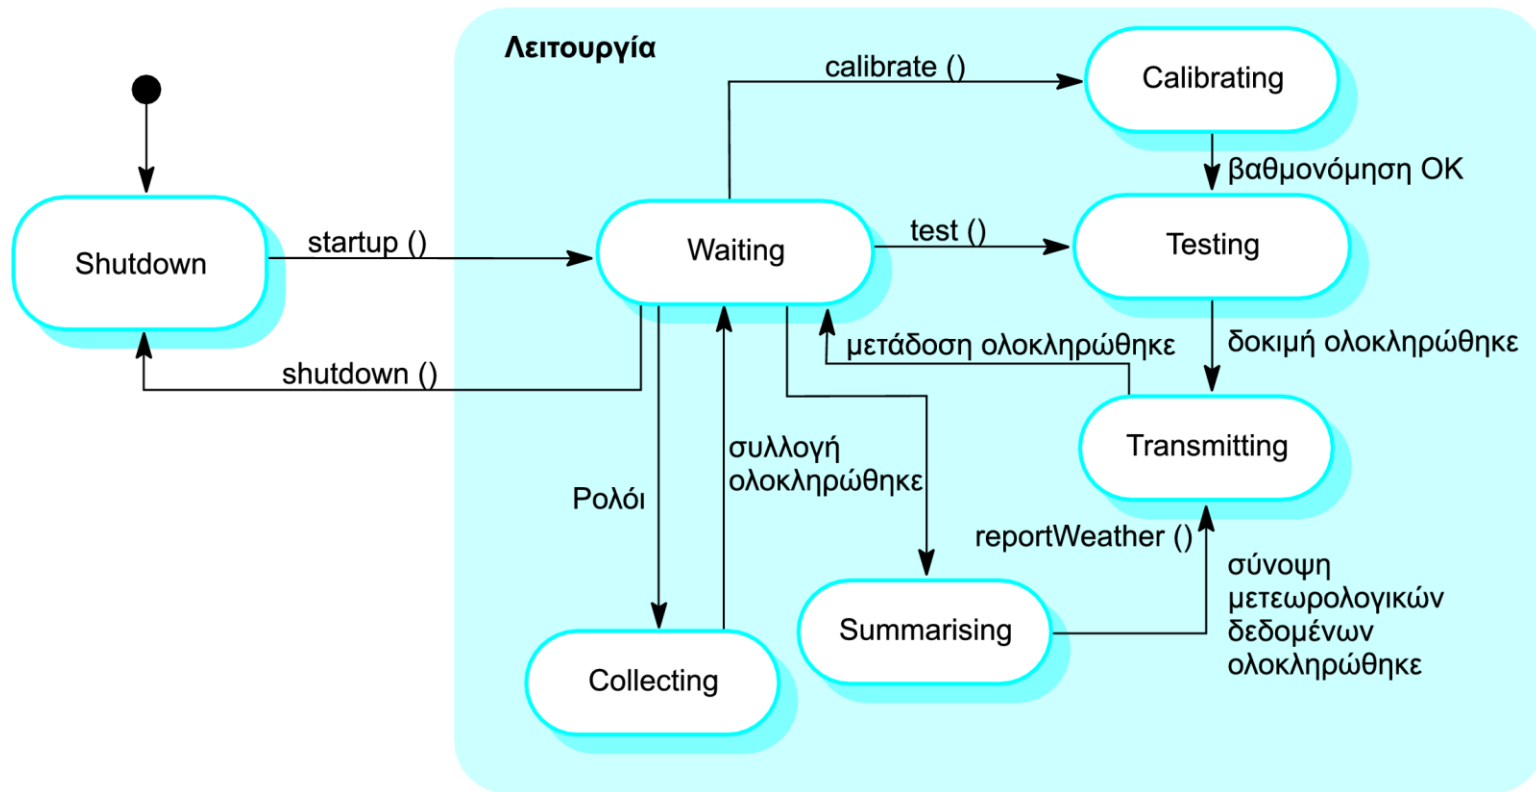 Λειτουργία
calibrate ()
Calibrating
βαθμονόμηση OK
Shutdown
startup ()
Waiting
test ()
Testing
shutdown ()
μετάδοση ολοκληρώθηκε
δοκιμή ολοκληρώθηκε
Transmitting
Ρολόι
συλλογή
ολοκληρώθηκε
reportWeather ()
σύνοψη
μετεωρολογικών
δεδομένων
ολοκληρώθηκε
Summarising
Collecting